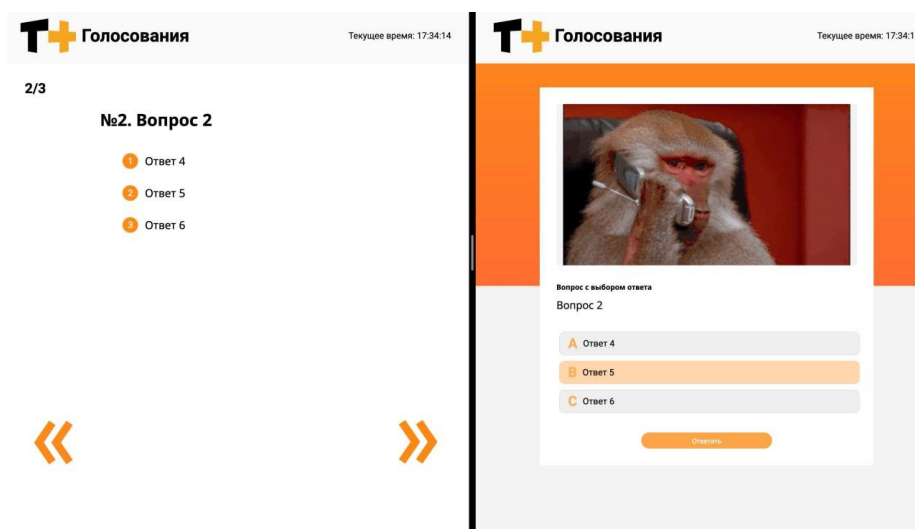 T+ Голосования
Текущее время: 17:34:14
2/3
№2. Вопрос 2
1 Ответ 4
2 Ответ 5
3 Ответ 6
T+ Голосования
Текущее время: 17:34:1
Вопрос с выбором ответа
Вопрос 2
A Ответ 4
B Ответ 5
C Ответ 6
Ответить